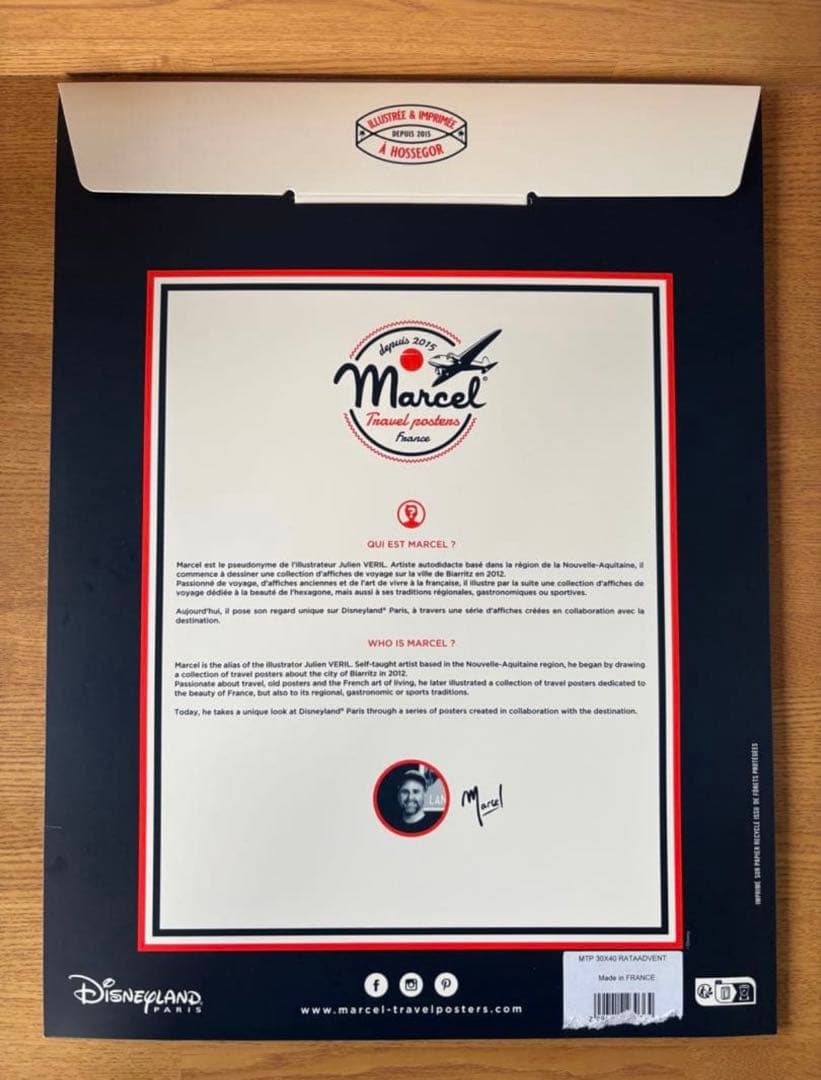 ILLUSTRÉE & IMPRIMÉE
DEPUIS 2015
À HOSSEGOR
depuis 2015
Marcel
Travel posters
France
QUI EST MARCEL ?
Marcel est le pseudonyme de l'illustrateur Julien VERIL. Artiste autodidacte basé dans la région de la Nouvelle-Aquitaine, il
commence à dessiner une collection d'affiches de voyage sur la ville de Biarritz en 2012.
Passionné de voyage, d'affiches anciennes et de l'art de vivre à la française, il illustre par la suite une collection d'affiches de
voyage dédiée à la beauté de l'hexagone, mais aussi à ses traditions régionales, gastronomiques ou sportives.
Aujourd'hui, il pose son regard unique sur Disneyland® Paris, à travers une série d'affiches créées en collaboration avec la
destination.
WHO IS MARCEL ?
Marcel is the alias of the illustrator Julien VERIL. Self-taught artist based in the Nouvelle-Aquitaine region, he began by drawing
a collection of travel posters about the city of Biarritz in 2012.
Passionate about travel, old posters and the French art of living, he later illustrated a collection of travel posters dedicated to
the beauty of France, but also to its regional, gastronomic or sports traditions.
Today, he takes a unique look at Disneyland® Paris through a series of posters created in collaboration with the destination.
LAN
Marcel
IMPRIMÉ SUR PAPIER RECYCLÉ ISSU DE FORÊTS PROTÉGÉES
©Disney
DISNEYLAND
PARIS
www.marcel-travelposters.com
MTP 30X40 RATAADVENT
Made in FRANCE